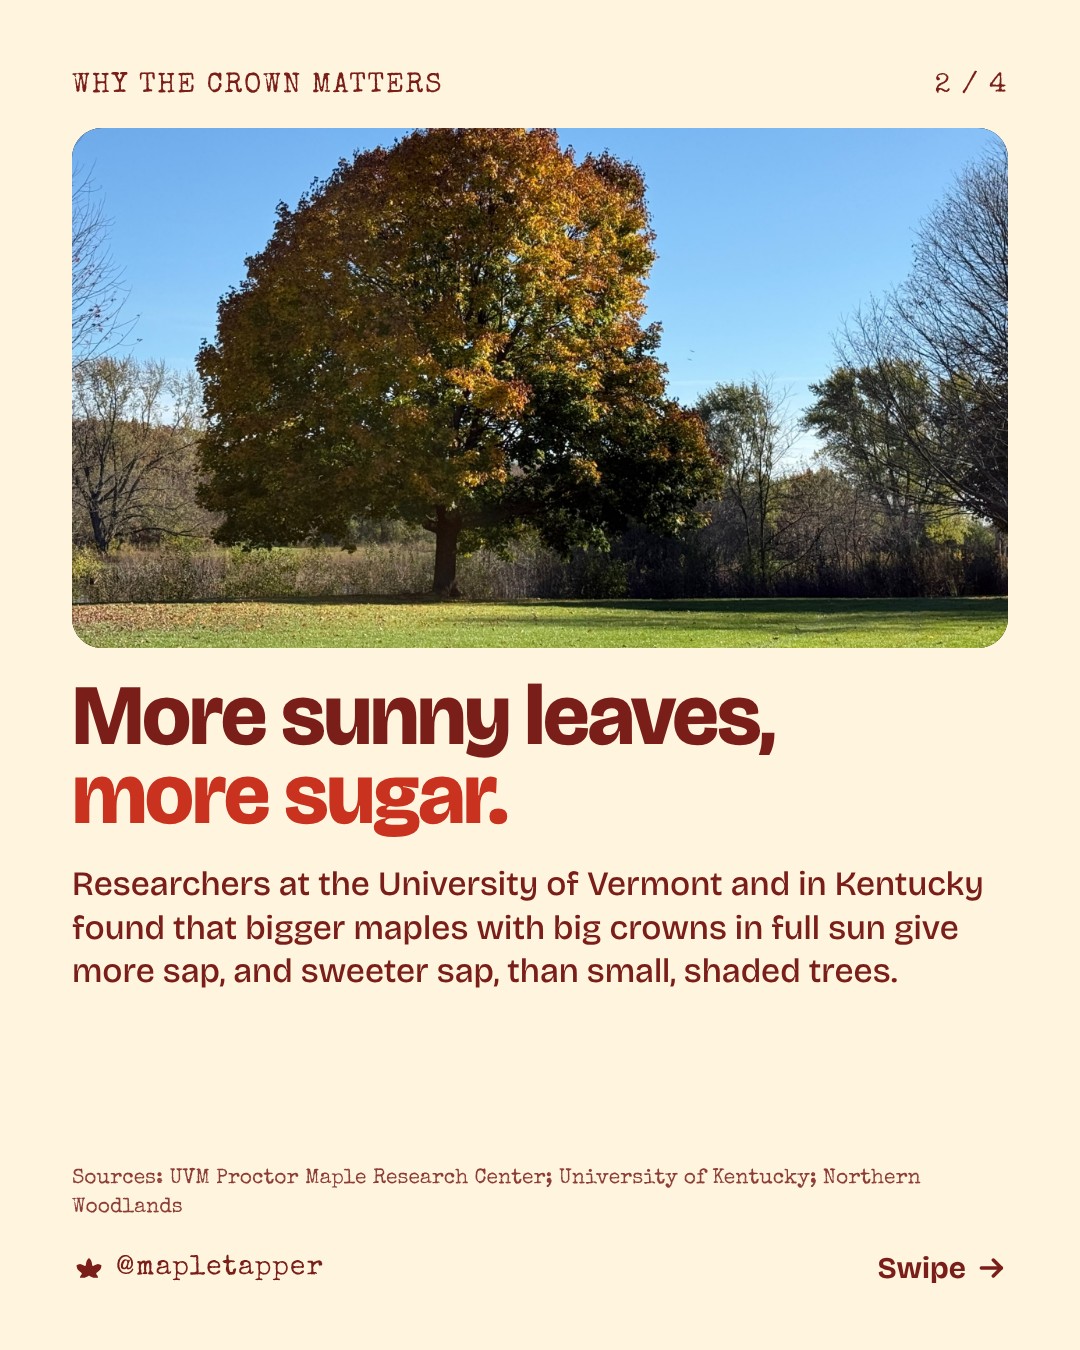 WHY THE CROWN MATTERS
2 / 4
More sunny leaves,
more sugar.
Researchers at the University of Vermont and in Kentucky
found that bigger maples with big crowns in full sun give
more sap, and sweeter sap, than small, shaded trees.
Sources: UVM Proctor Maple Research Center; University of Kentucky; Northern
Woodlands
@mapletapper
Swipe →